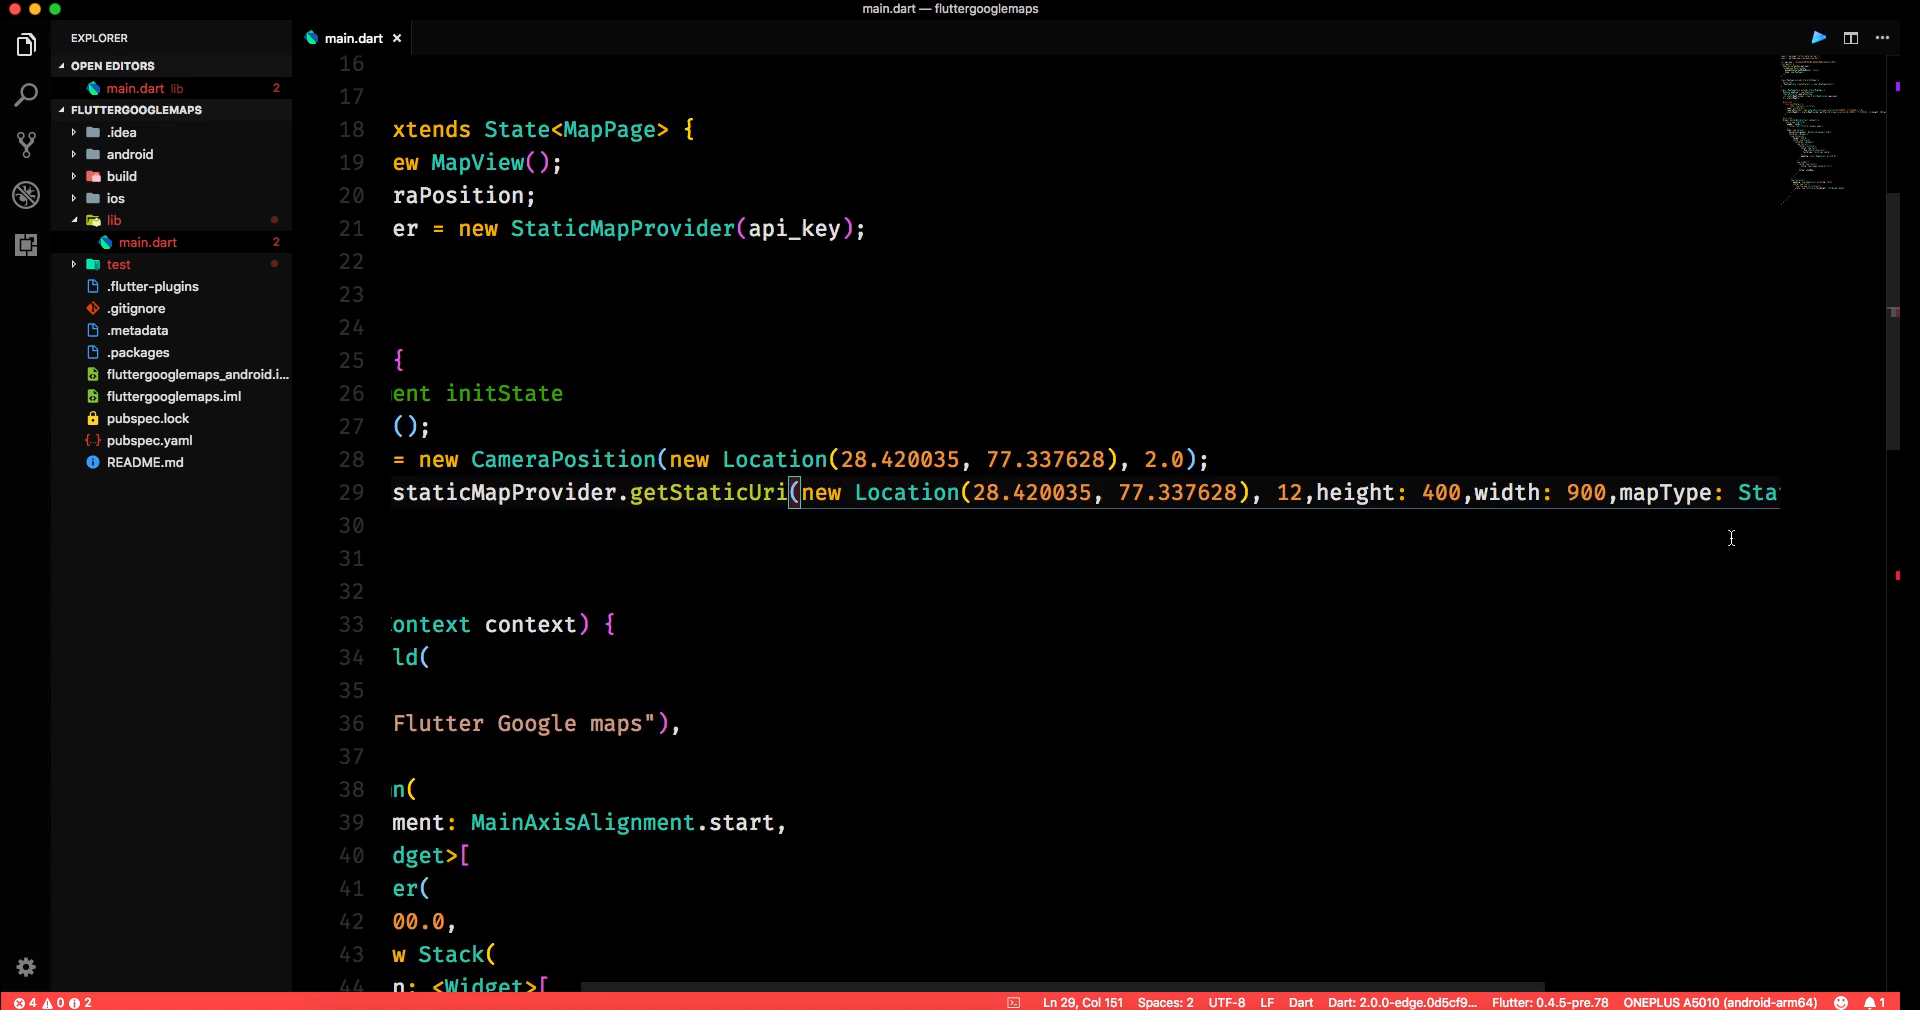 main.dart — fluttergooglemaps
EXPLORER
OPEN EDITORS
main.dart lib 2
FLUTTERGOOGLEMAPS
.idea
android
build
ios
lib
main.dart 2
test
.flutter-plugins
.gitignore
.metadata
.packages
fluttergooglemaps_android.i...
fluttergooglemaps.iml
pubspec.lock
pubspec.yaml
README.md
main.dart ×
16
17
18 xtends State<MapPage> {
19 ew MapView();
20 raPosition;
21 er = new StaticMapProvider(api_key);
22
23
24
25 {
26 ent initState
27 ();
28 = new CameraPosition(new Location(28.420035, 77.337628), 2.0);
29 staticMapProvider.getStaticUri(new Location(28.420035, 77.337628), 12,height: 400,width: 900,mapType: Sta
30
31
32
33 ontext context) {
34 ld(
35
36 Flutter Google maps"),
37
38 n(
39 ment: MainAxisAlignment.start,
40 dget>[
41 er(
42 00.0,
43 w Stack(
44 n: <Widget>[
4 0 2 Ln 29, Col 151 Spaces: 2 UTF-8 LF Dart Dart: 2.0.0-edge.0d5cf9... Flutter: 0.4.5-pre.78 ONEPLUS A5010 (android-arm64) 1